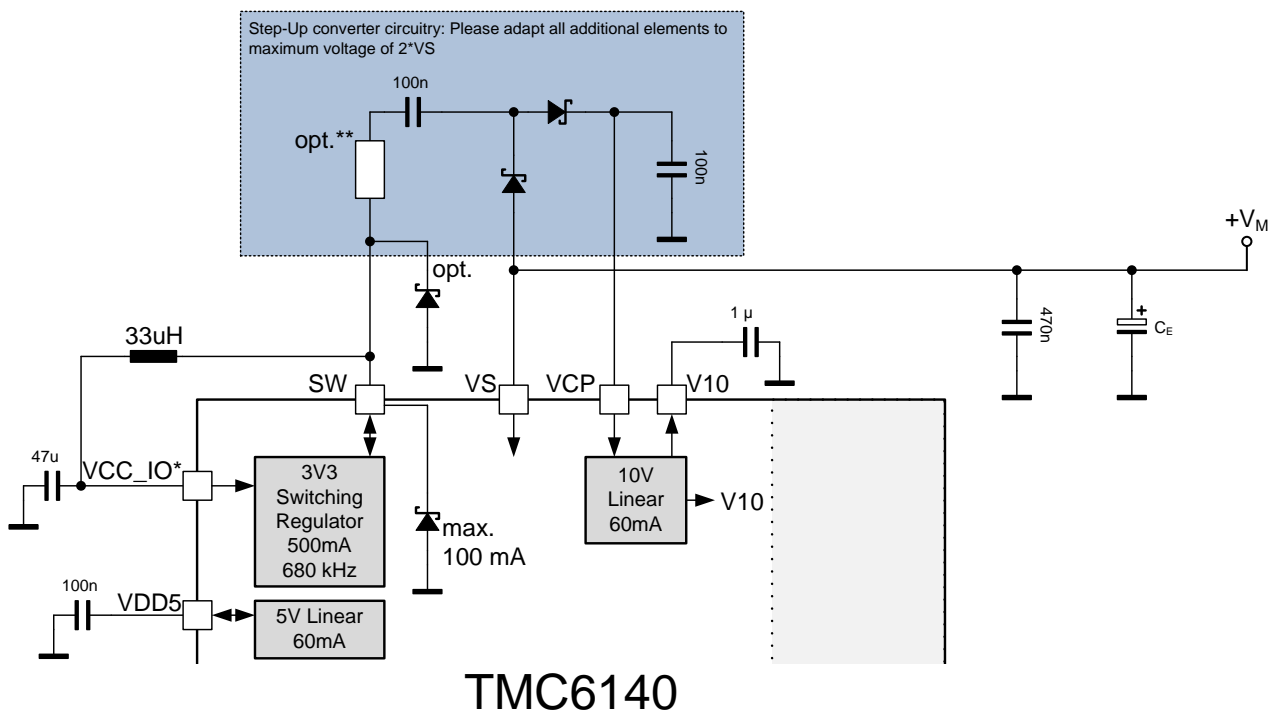 Step-Up converter circuitry: Please adapt all additional elements to
maximum voltage of 2*VS
100n
opt.**
100n
opt.
+VM
33uH
1 µ
470n
+
CE
SW
VS
VCP
V10
47u
VCC_IO*
3V3
Switching
Regulator
500mA
680 kHz
10V
Linear
60mA
V10
max.
100 mA
100n
VDD5
5V Linear
60mA
TMC6140